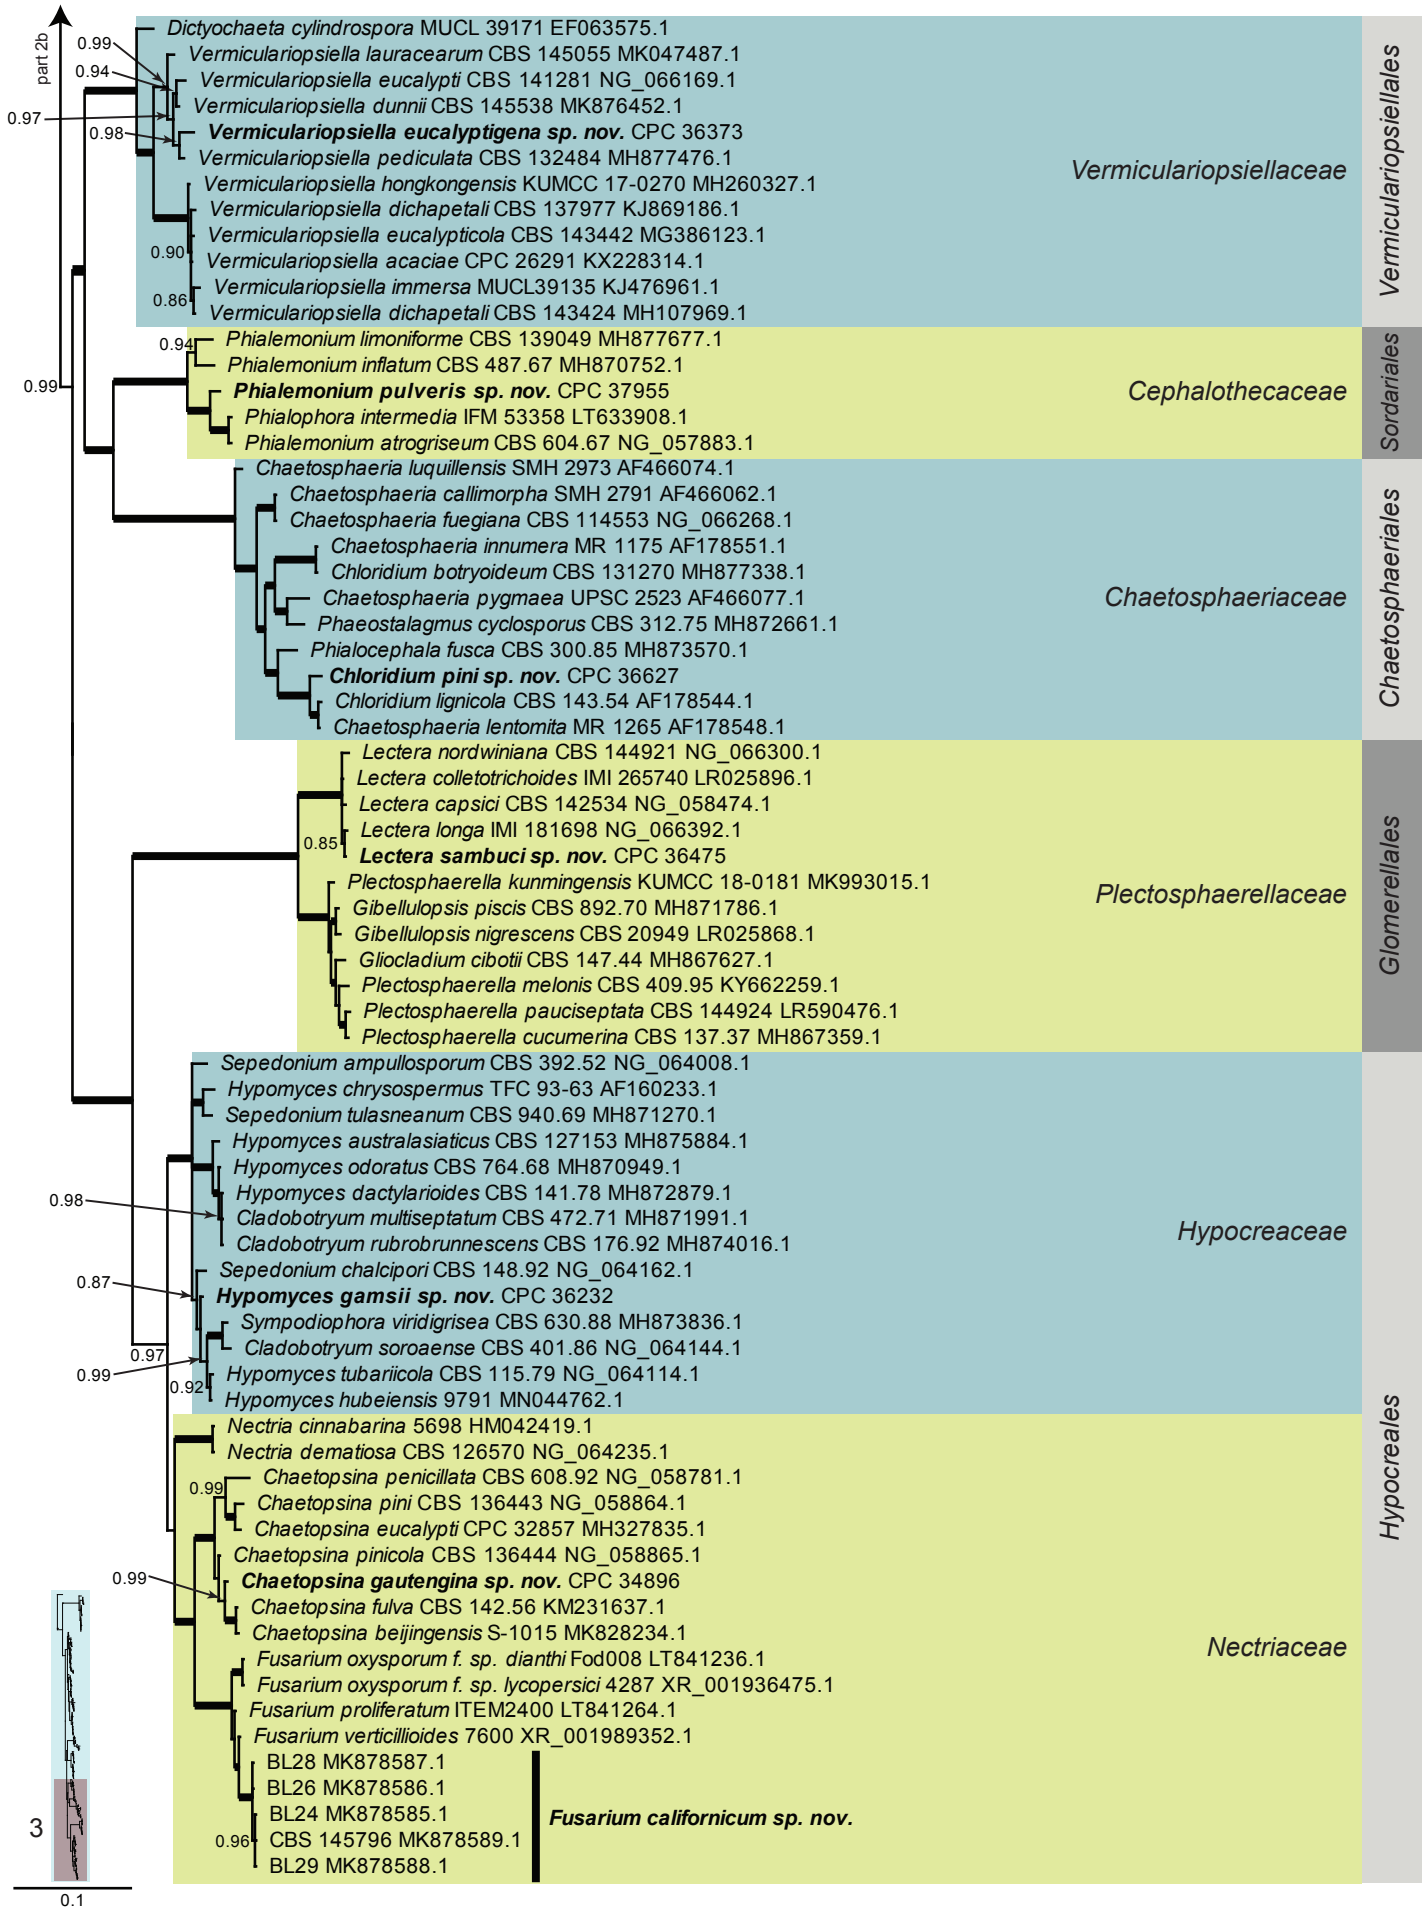 part 2b
Dictyochaeta cylindrospora MUCL 39171 EF063575.1
0.99
Vermiculariopsiella lauracearum CBS 145055 MK047487.1
0.94
Vermiculariopsiella eucalypti CBS 141281 NG_066169.1
Vermiculariopsiella dunnii CBS 145538 MK876452.1
0.97
0.98
Vermiculariopsiella eucalyptigena sp. nov. CPC 36373
Vermiculariopsiella pediculata CBS 132484 MH877476.1
Vermiculariopsiellaceae
Vermiculariopsiellales
Vermiculariopsiella hongkongensis KUMCC 17-0270 MH260327.1
Vermiculariopsiella dichapetali CBS 137977 KJ869186.1
Vermiculariopsiella eucalypticola CBS 143442 MG386123.1
0.90
Vermiculariopsiella acaciae CPC 26291 KX228314.1
Vermiculariopsiella immersa MUCL39135 KJ476961.1
0.86
Vermiculariopsiella dichapetali CBS 143424 MH107969.1
Phialemonium limoniforme CBS 139049 MH877677.1
0.94
Phialemonium inflatum CBS 487.67 MH870752.1
0.99
Phialemonium pulveris sp. nov. CPC 37955
Cephalothecaceae
Sordariales
Phialophora intermedia IFM 53358 LT633908.1
Phialemonium atrogriseum CBS 604.67 NG_057883.1
Chaetosphaeria luquillensis SMH 2973 AF466074.1
Chaetosphaeria callimorpha SMH 2791 AF466062.1
Chaetosphaeria fuegiana CBS 114553 NG_066268.1
Chaetosphaeria innumera MR 1175 AF178551.1
Chloridium botryoideum CBS 131270 MH877338.1
Chaetosphaeria pygmaea UPSC 2523 AF466077.1
Chaetosphaeriaceae
Chaetosphaeriales
Phaeostalagmus cyclosporus CBS 312.75 MH872661.1
Phialocephala fusca CBS 300.85 MH873570.1
Chloridium pini sp. nov. CPC 36627
Chloridium lignicola CBS 143.54 AF178544.1
Chaetosphaeria lentomita MR 1265 AF178548.1
Lectera nordwiniana CBS 144921 NG_066300.1
Lectera colletotrichoides IMI 265740 LR025896.1
Lectera capsici CBS 142534 NG_058474.1
Lectera longa IMI 181698 NG_066392.1
0.85
Lectera sambuci sp. nov. CPC 36475
Plectosphaerella kunmingensis KUMCC 18-0181 MK993015.1
Plectosphaerellaceae
Glomerellales
Gibellulopsis piscis CBS 892.70 MH871786.1
Gibellulopsis nigrescens CBS 20949 LR025868.1
Gliocladium cibotii CBS 147.44 MH867627.1
Plectosphaerella melonis CBS 409.95 KY662259.1
Plectosphaerella pauciseptata CBS 144924 LR590476.1
Plectosphaerella cucumerina CBS 137.37 MH867359.1
Sepedonium ampullosporum CBS 392.52 NG_064008.1
Hypomyces chrysospermus TFC 93-63 AF160233.1
Sepedonium tulasneanum CBS 940.69 MH871270.1
Hypomyces australasiaticus CBS 127153 MH875884.1
Hypomyces odoratus CBS 764.68 MH870949.1
Hypomyces dactylarioides CBS 141.78 MH872879.1
0.98
Cladobotryum multiseptatum CBS 472.71 MH871991.1
Hypocreaceae
Cladobotryum rubrobrunnescens CBS 176.92 MH874016.1
Sepedonium chalcipori CBS 148.92 NG_064162.1
0.87
Hypomyces gamsii sp. nov. CPC 36232
Sympodiophora viridigrisea CBS 630.88 MH873836.1
Cladobotryum soroaense CBS 401.86 NG_064144.1
0.97
0.99
Hypomyces tubariicola CBS 115.79 NG_064114.1
0.92
Hypomyces hubeiensis 9791 MN044762.1
Hypocreales
Nectria cinnabarina 5698 HM042419.1
Nectria dematiosa CBS 126570 NG_064235.1
Chaetopsina penicillata CBS 608.92 NG_058781.1
0.99
Chaetopsina pini CBS 136443 NG_058864.1
Chaetopsina eucalypti CPC 32857 MH327835.1
Chaetopsina pinicola CBS 136444 NG_058865.1
0.99
Chaetopsina gautengina sp. nov. CPC 34896
Chaetopsina fulva CBS 142.56 KM231637.1
Chaetopsina beijingensis S-1015 MK828234.1
Nectriaceae
Fusarium oxysporum f. sp. dianthi Fod008 LT841236.1
Fusarium oxysporum f. sp. lycopersici 4287 XR_001936475.1
Fusarium proliferatum ITEM2400 LT841264.1
Fusarium verticillioides 7600 XR_001989352.1
BL28 MK878587.1
BL26 MK878586.1
BL24 MK878585.1
Fusarium californicum sp. nov.
3
0.96
CBS 145796 MK878589.1
BL29 MK878588.1
0.1